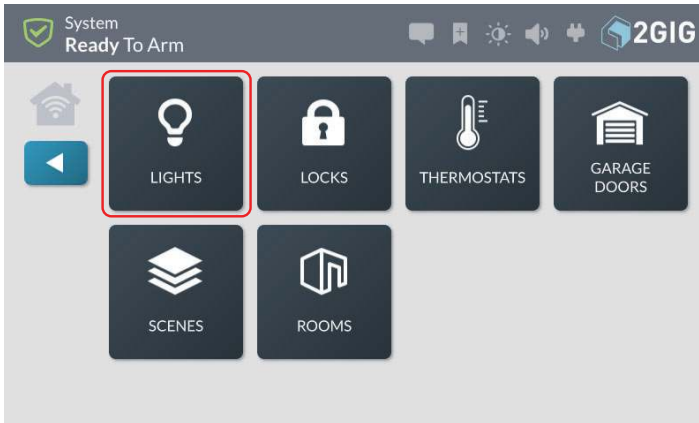 System
Ready To Arm
2GIG
LIGHTS
LOCKS
THERMOSTATS
GARAGE
DOORS
SCENES
ROOMS